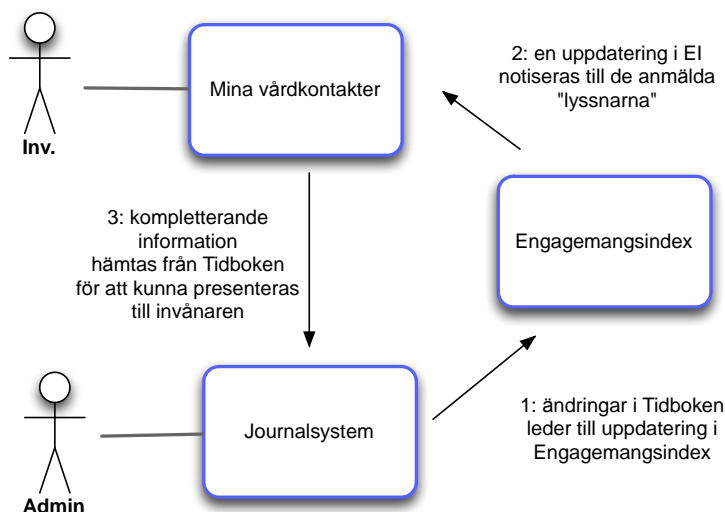 Inv.
Mina vårdkontakter
2: en uppdatering i EI
notiseras till de anmälda
"lyssnarna"
3: kompletterande
information
hämtas från Tidboken
för att kunna presenteras
till invånaren
Engagemangsindex
Admin
Journalsystem
1: ändringar i Tidboken
leder till uppdatering i
Engagemangsindex